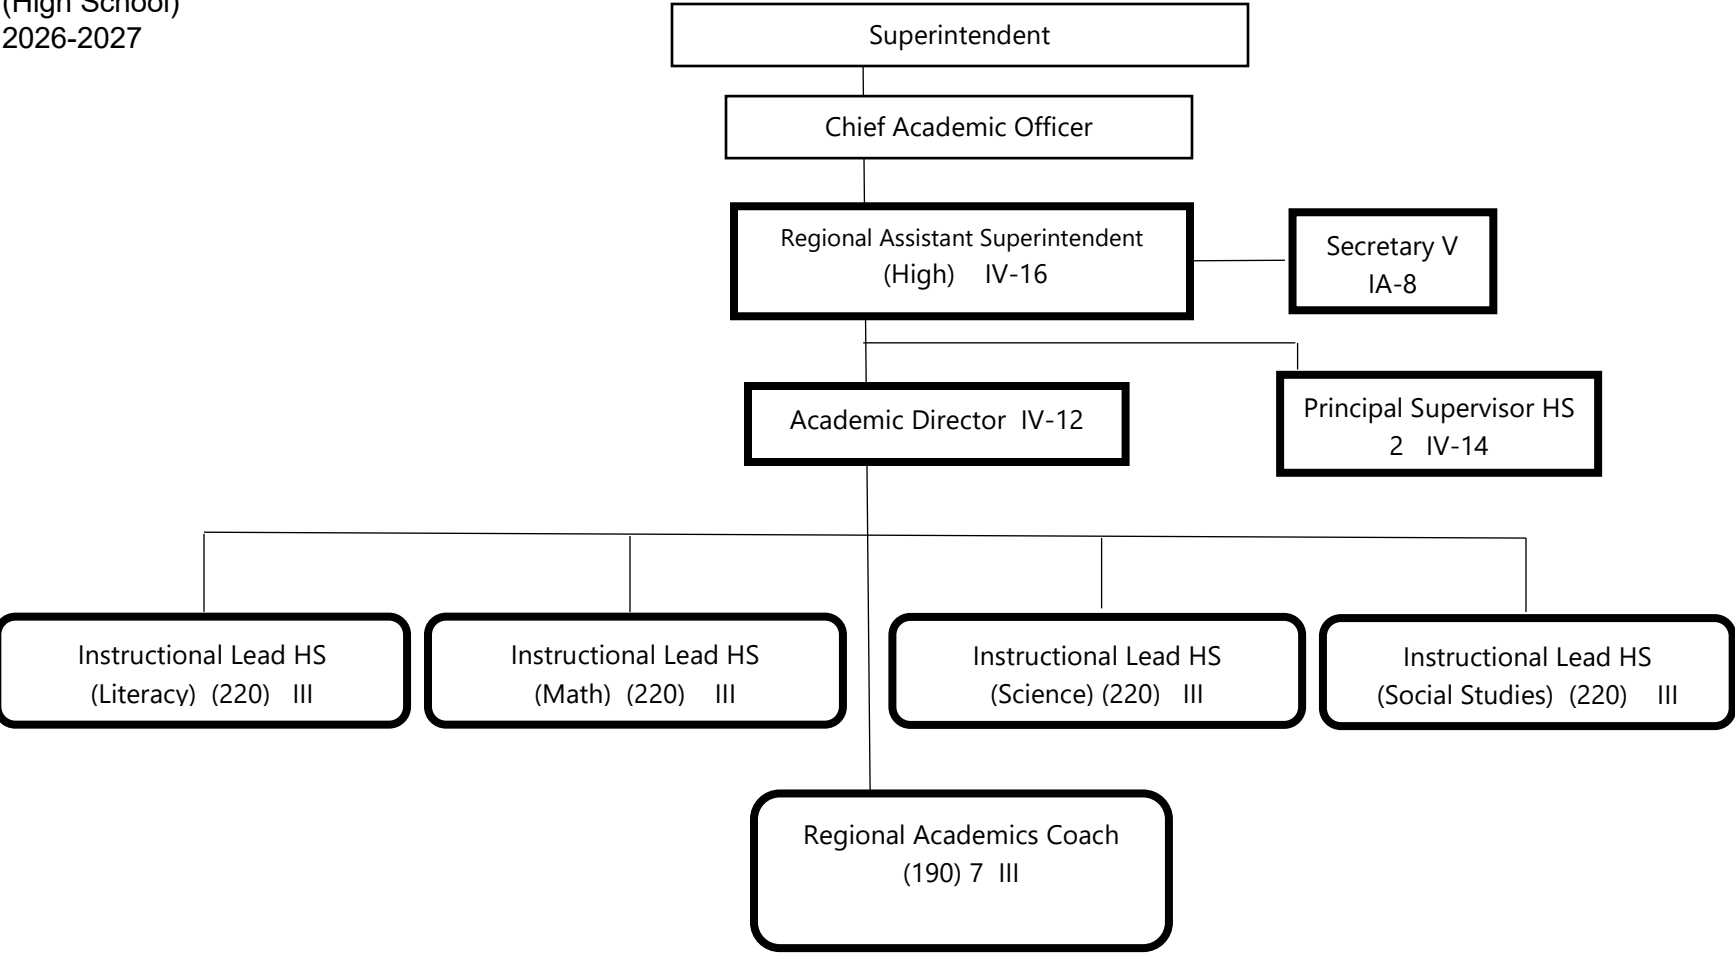 (High School)
2026-2027
Superintendent
Chief Academic Officer
Regional Assistant Superintendent
(High) IV-16
Secretary V
IA-8
Academic Director IV-12
Principal Supervisor HS
2 IV-14
Instructional Lead HS
(Literacy) (220) III
Instructional Lead HS
(Math) (220) III
Instructional Lead HS
(Science) (220) III
Instructional Lead HS
(Social Studies) (220) III
Regional Academics Coach
(190) 7 III